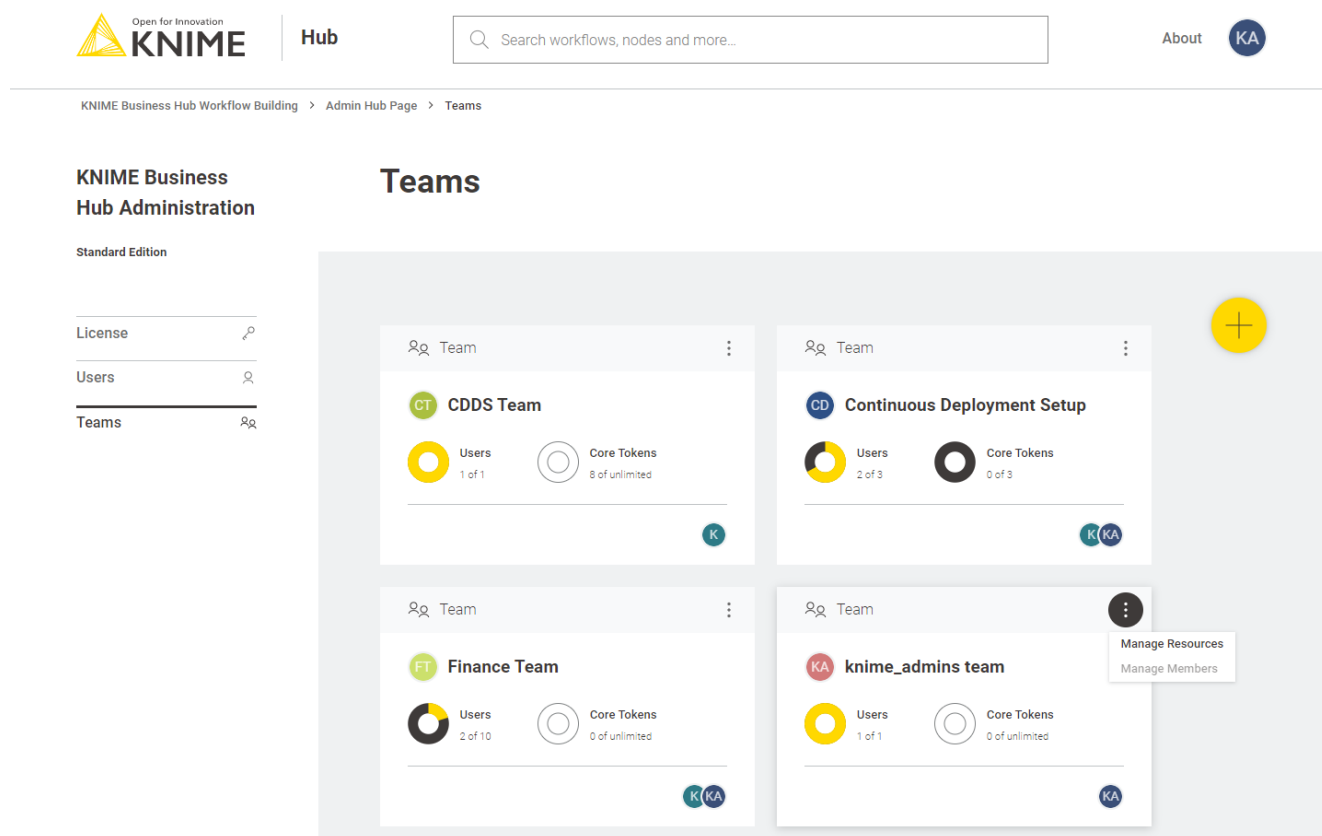 Open for Innovation
KNIME
Hub
Search workflows, nodes and more...
About
KA
KNIME Business Hub Workflow Building > Admin Hub Page > Teams
KNIME Business
Hub Administration
Standard Edition
License
Users
Teams
Teams
Team
CT CDDS Team
Users
1 of 1
Core Tokens
8 of unlimited
K
Team
CD Continuous Deployment Setup
Users
2 of 3
Core Tokens
0 of 3
K KA
Team
FT Finance Team
Users
2 of 10
Core Tokens
0 of unlimited
K KA
Team
Manage Resources
Manage Members
KA knime_admins team
Users
1 of 1
Core Tokens
0 of unlimited
KA